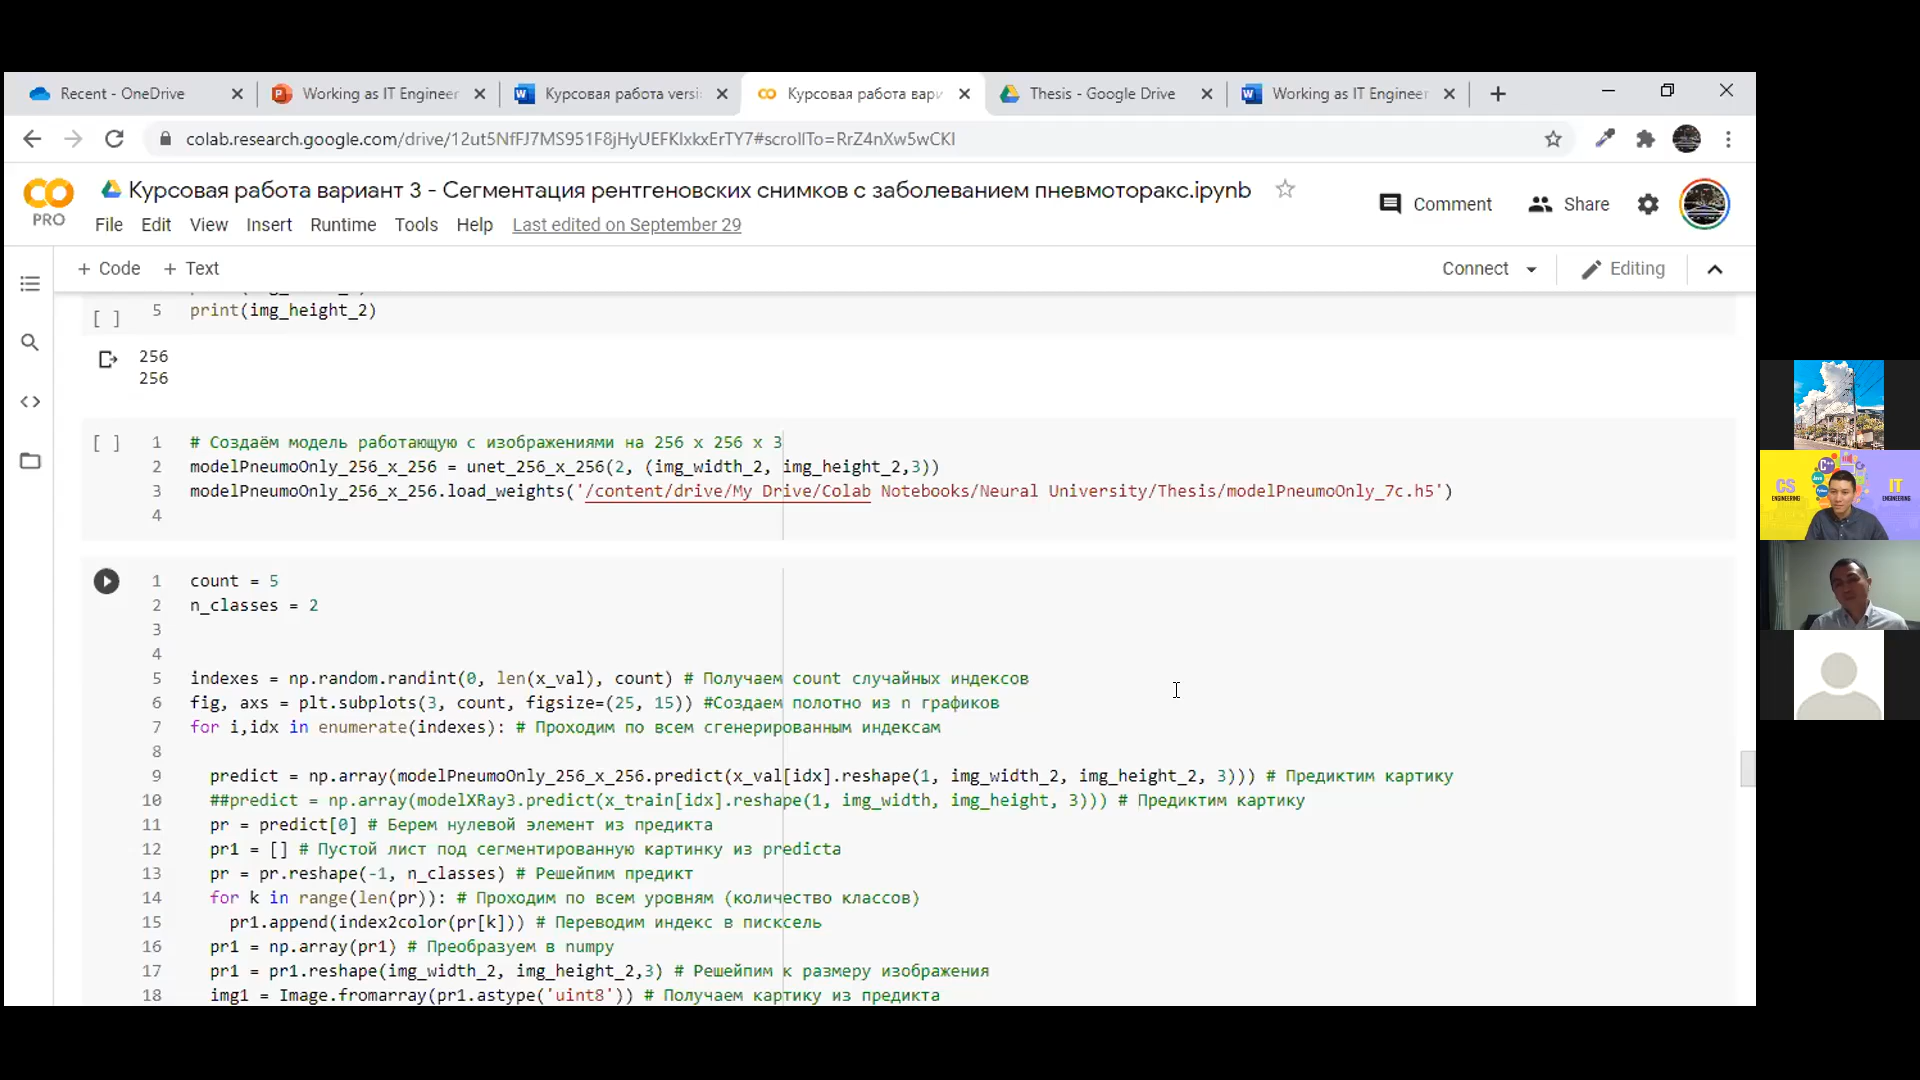 Recent - OneDrive
Working as IT Engineer
Курсовая работа versi
Курсовая работа вари
Thesis - Google Drive
Working as IT Engineer
colab.research.google.com/drive/12ut5NfFJ7MS951F8jHyUEFKIxkxErTY7#scrollTo=RrZ4nXw5wCKI
PRO
Курсовая работа вариант 3 - Сегментация рентгеновских снимков с заболеванием пневмоторакс.ipynb
Comment
Share
File Edit View Insert Runtime Tools Help Last edited on September 29
+ Code + Text
Connect
Editing
[ ] 5 print(img_height_2)
256
256
[ ] 1 # Создаём модель работающую с изображениями на 256 x 256 x 3
2 modelPneumoOnly_256_x_256 = unet_256_x_256(2, (img_width_2, img_height_2,3))
3 modelPneumoOnly_256_x_256.load_weights('/content/drive/My Drive/Colab Notebooks/Neural University/Thesis/modelPneumoOnly_7c.h5')
4
1 count = 5
2 n_classes = 2
3
4
5 indexes = np.random.randint(0, len(x_val), count) # Получаем count случайных индексов
6 fig, axs = plt.subplots(3, count, figsize=(25, 15)) #Создаем полотно из n графиков
7 for i,idx in enumerate(indexes): # Проходим по всем сгенерированным индексам
8
9 predict = np.array(modelPneumoOnly_256_x_256.predict(x_val[idx].reshape(1, img_width_2, img_height_2, 3))) # Предиктим картику
10 ##predict = np.array(modelXRay3.predict(x_train[idx].reshape(1, img_width, img_height, 3))) # Предиктим картику
11 pr = predict[0] # Берем нулевой элемент из предикта
12 pr1 = [] # Пустой лист под сегментированную картинку из predicta
13 pr = pr.reshape(-1, n_classes) # Решейпим предикт
14 for k in range(len(pr)): # Проходим по всем уровням (количество классов)
15 pr1.append(index2color(pr[k])) # Переводим индекс в писксель
16 pr1 = np.array(pr1) # Преобразуем в numpy
17 pr1 = pr1.reshape(img_width_2, img_height_2,3) # Решейпим к размеру изображения
18 img1 = Image.fromarray(pr1.astype('uint8')) # Получаем картику из предикта
CS
ENGINEERING
C++
IT
ENGINEERING